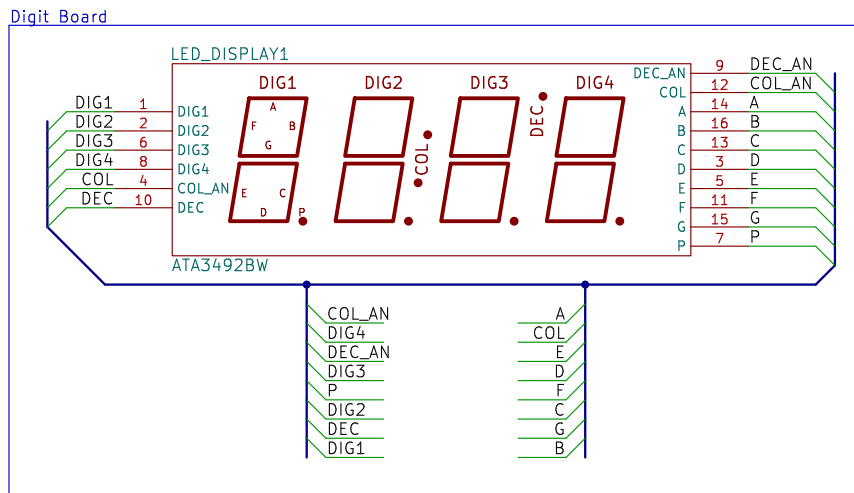 Digit Board
LED_DISPLAY1
DIG1 DIG2 DIG3 DIG4
DEC
COL
A
F B
G
E C
D P
DIG1 1 DIG1
DIG2 2 DIG2
DIG3 6 DIG3
DIG4 8 DIG4
COL 4 COL_AN
DEC 10 DEC
DEC_AN 9 DEC_AN
COL 12 COL_AN
A 14 A
B 16 B
C 13 C
D 3 D
E 5 E
F 11 F
G 15 G
P 7 P
ATA3492BW
COL_AN
DIG4
DEC_AN
DIG3
P
DIG2
DEC
DIG1
A
COL
E
D
F
C
G
B